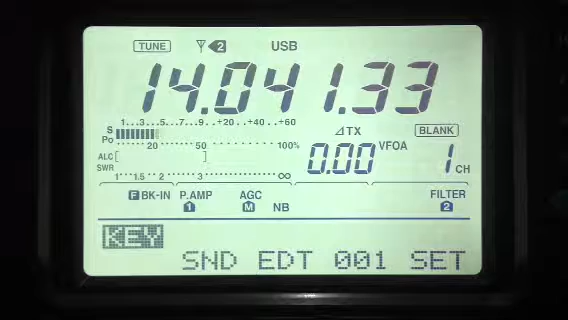 TUNE 2 USB
14.041.33
S 1...3...5...7...9..+20..+40..+60
Po 20 50 100% ⊿TX VFOA BLANK
ALC
SWR 1 1.5 2 3 ∞ 0.00 1 CH
F BK-IN P.AMP AGC FILTER
1 M NB 2
KEY
SND EDT 001 SET